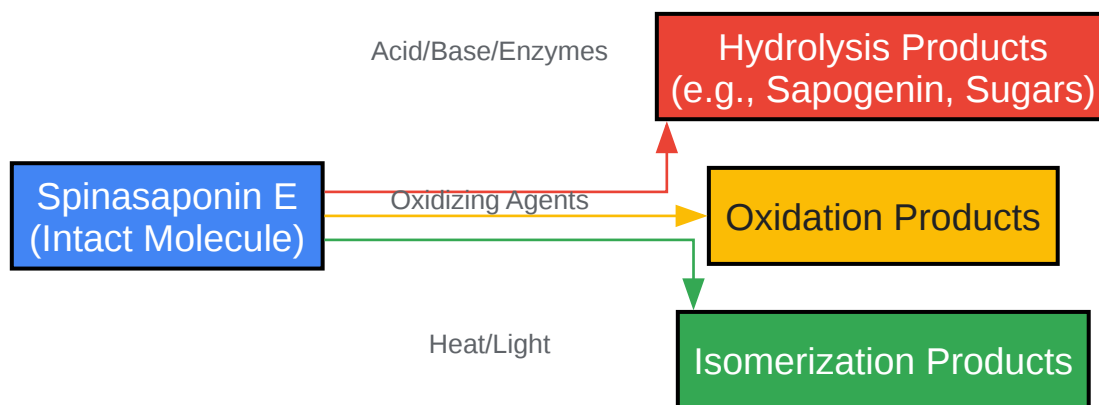 Acid/Base/Enzymes
Hydrolysis Products
(e.g., Sapogenin, Sugars)
Spinasaponin E
(Intact Molecule)
Oxidizing Agents
Oxidation Products
Heat/Light
Isomerization Products